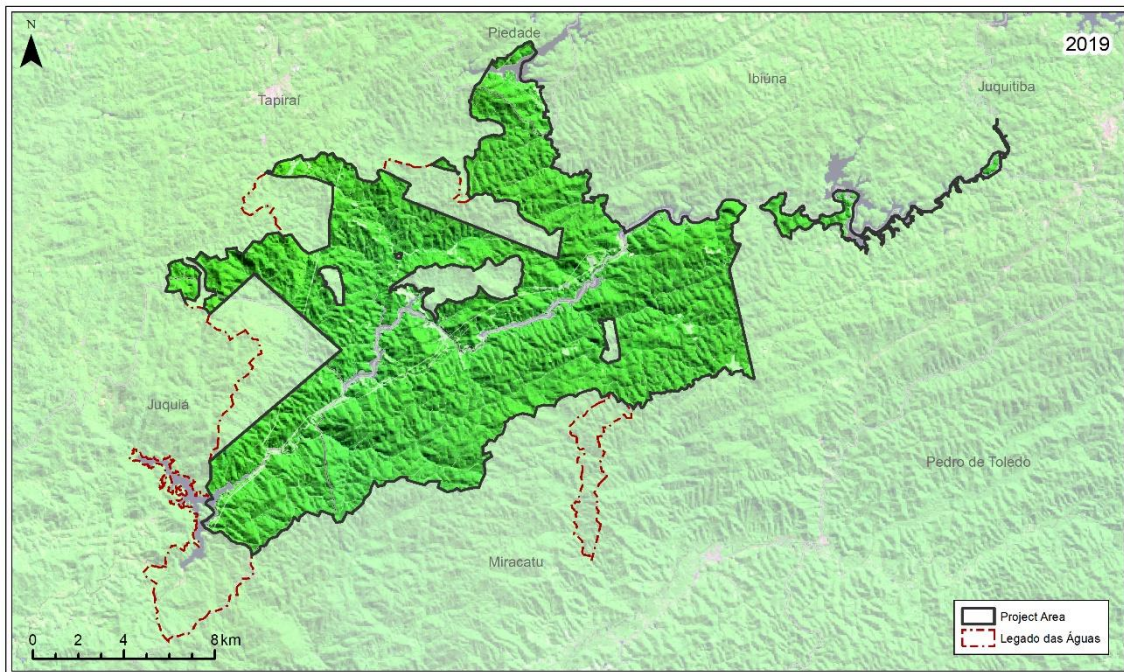 N
2019
Piedade
Ibiúna
Juquitiba
Tapiraí
Juquiá
Pedro de Toledo
Miracatu
0 2 4 8 km
Project Area
Legado das Águas